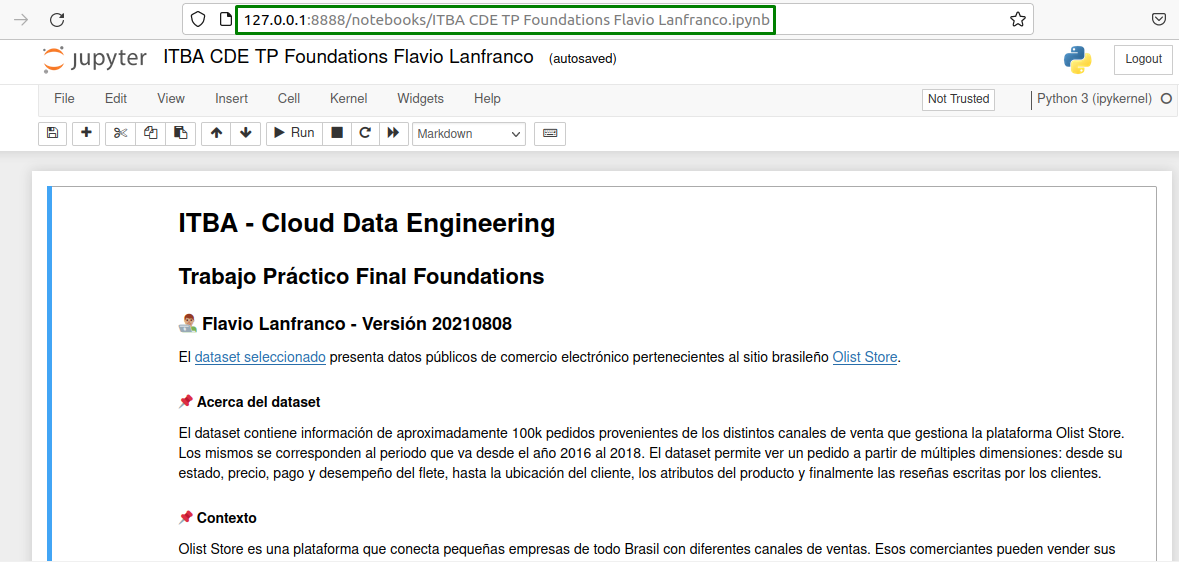 127.0.0.1:8888/notebooks/ITBA CDE TP Foundations Flavio Lanfranco.ipynb
jupyter ITBA CDE TP Foundations Flavio Lanfranco (autosaved) Logout
File Edit View Insert Cell Kernel Widgets Help Not Trusted Python 3 (ipykernel)
Run Markdown
ITBA - Cloud Data Engineering
Trabajo Práctico Final Foundations
Flavio Lanfranco - Versión 20210808
El dataset seleccionado presenta datos públicos de comercio electrónico pertenecientes al sitio brasileño Olist Store.
Acerca del dataset
El dataset contiene información de aproximadamente 100k pedidos provenientes de los distintos canales de venta que gestiona la plataforma Olist Store.
Los mismos se corresponden al periodo que va desde el año 2016 al 2018. El dataset permite ver un pedido a partir de múltiples dimensiones: desde su
estado, precio, pago y desempeño del flete, hasta la ubicación del cliente, los atributos del producto y finalmente las reseñas escritas por los clientes.
Contexto
Olist Store es una plataforma que conecta pequeñas empresas de todo Brasil con diferentes canales de ventas. Esos comerciantes pueden vender sus